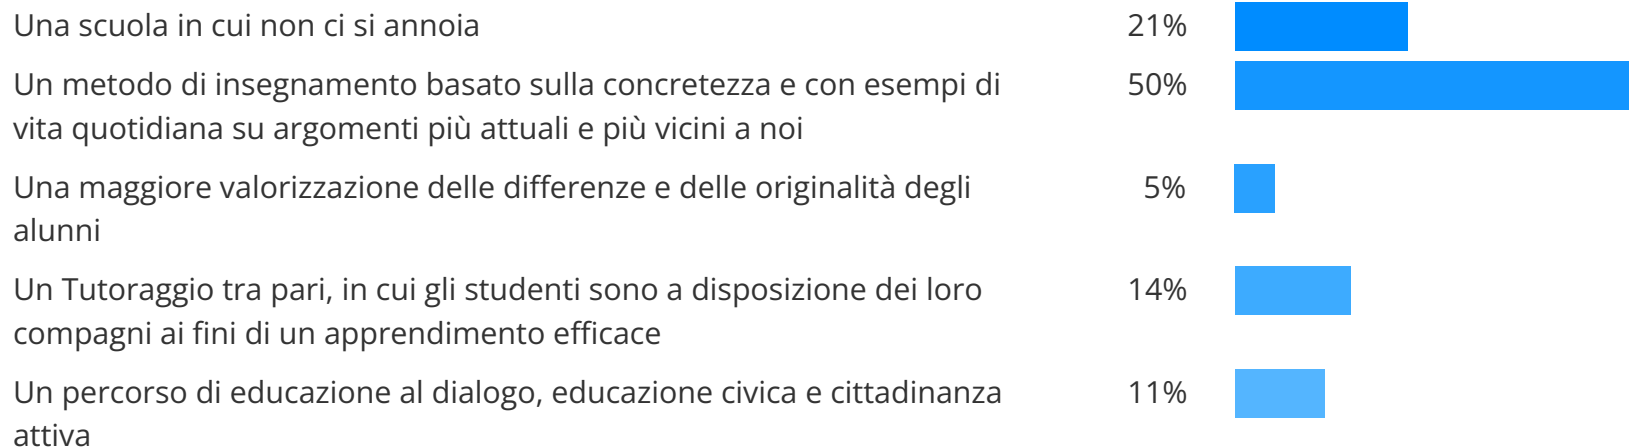 Una scuola in cui non ci si annoia 21%
Un metodo di insegnamento basato sulla concretezza e con esempi di 50%
vita quotidiana su argomenti più attuali e più vicini a noi
Una maggiore valorizzazione delle differenze e delle originalità degli 5%
alunni
Un Tutoraggio tra pari, in cui gli studenti sono a disposizione dei loro 14%
compagni ai fini di un apprendimento efficace
Un percorso di educazione al dialogo, educazione civica e cittadinanza 11%
attiva